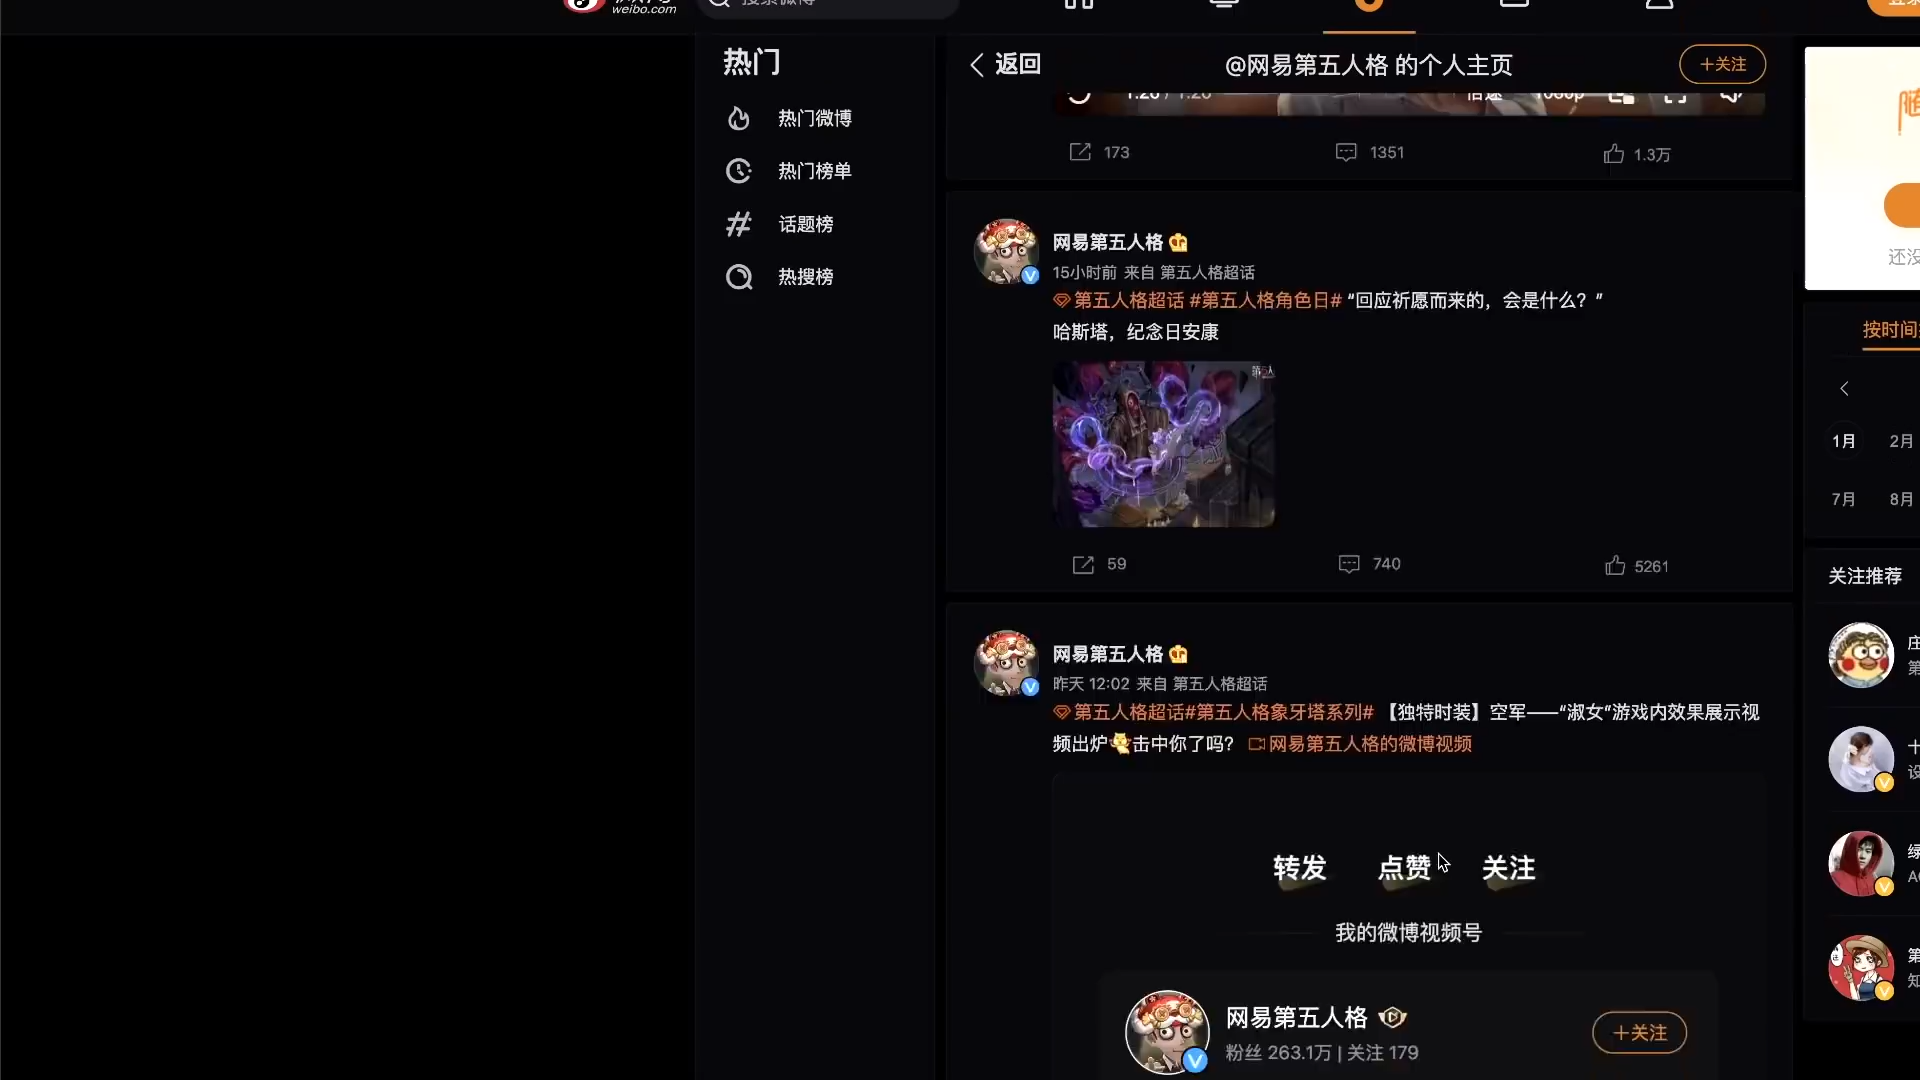 weibo.com
热门
热门微博
热门榜单
话题榜
热搜榜
返回
@网易第五人格 的个人主页
+关注
173
1351
1.3万
网易第五人格
15小时前 来自 第五人格超话
第五人格超话 #第五人格角色日# “回应祈愿而来的，会是什么？”
哈斯塔，纪念日安康
59
740
5261
网易第五人格
昨天 12:02 来自 第五人格超话
第五人格超话#第五人格象牙塔系列# 【独特时装】空军——“淑女”游戏内效果展示视
频出炉击中你了吗？ 网易第五人格的微博视频
转发 点赞 关注
我的微博视频号
网易第五人格
粉丝 263.1万 | 关注 179
+关注
还没
按时间
1月 2月
7月 8月
关注推荐
第
十
设
第
知